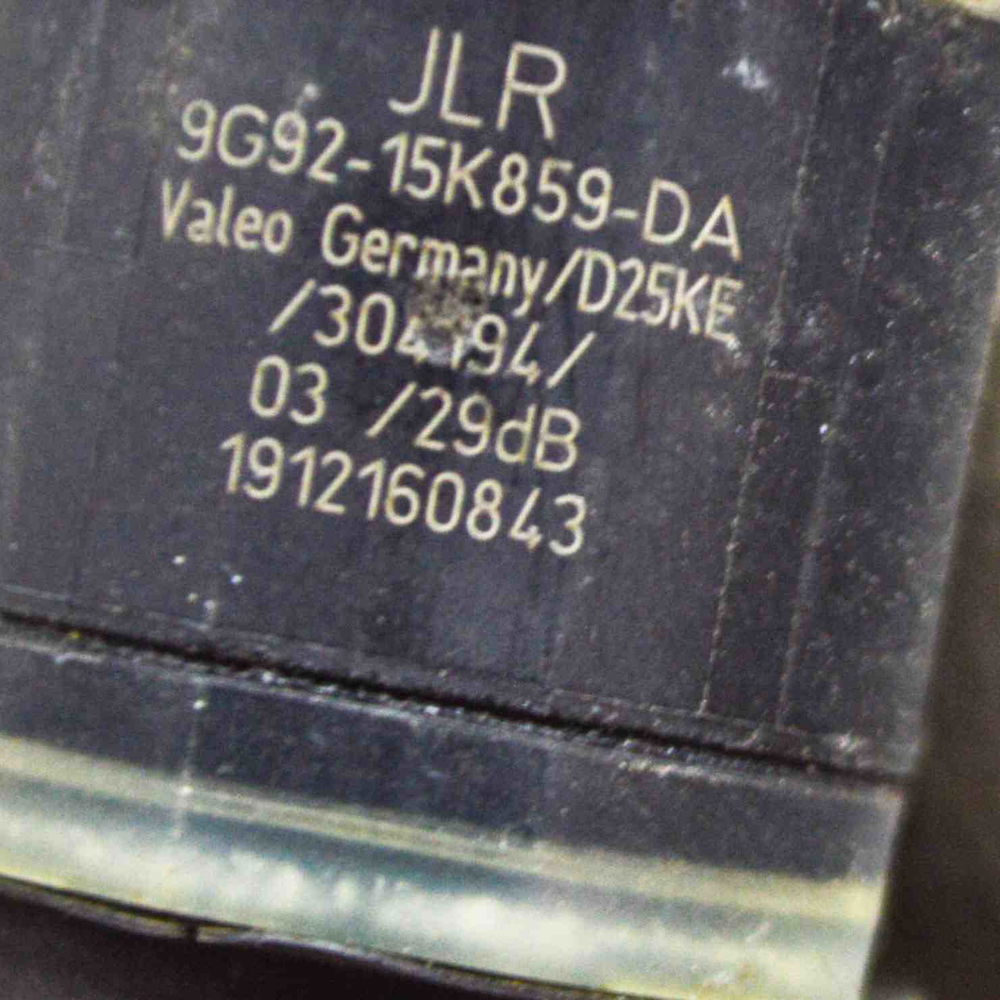 JLR
9G92-15K859-DA
Valeo Germany/D25KE
03 /29dB
1912160843